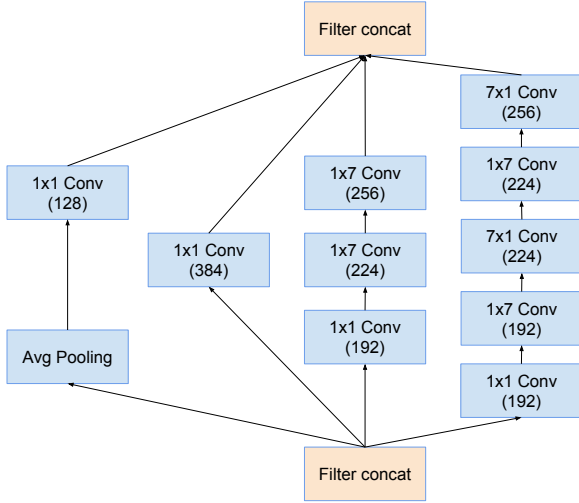 Filter concat
7x1 Conv
(256)
1x7 Conv
(224)
7x1 Conv
(224)
1x7 Conv
(192)
1x1 Conv
(192)
1x7 Conv
(256)
1x7 Conv
(224)
1x1 Conv
(192)
1x1 Conv
(384)
1x1 Conv
(128)
Avg Pooling
Filter concat